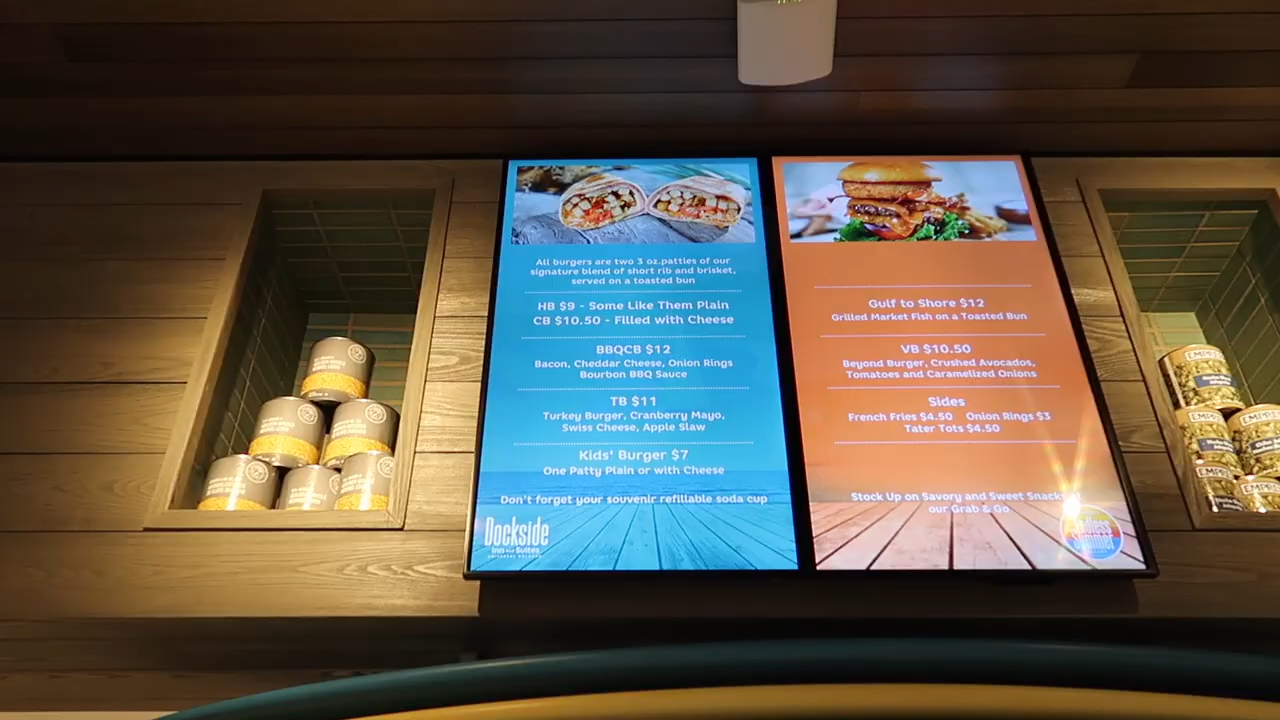 All burgers are two 3 oz.patties of our
signature blend of short rib and brisket,
served on a toasted bun
HB $9 - Some Like Them Plain
CB $10.50 - Filled with Cheese
BBQCB $12
Bacon, Cheddar Cheese, Onion Rings
Bourbon BBQ Sauce
TB $11
Turkey Burger, Cranberry Mayo,
Swiss Cheese, Apple Slaw
Kids' Burger $7
One Patty Plain or with Cheese
Don't forget your souvenir refillable soda cup
Dockside
Inn and Suites
Gulf to Shore $12
Grilled Market Fish on a Toasted Bun
VB $10.50
Beyond Burger, Crushed Avocados,
Tomatoes and Caramelized Onions
Sides
French Fries $4.50 Onion Rings $3
Tater Tots $4.50
Stock Up on Savory and Sweet Snacks
our Grab & Go
Endless
Summer